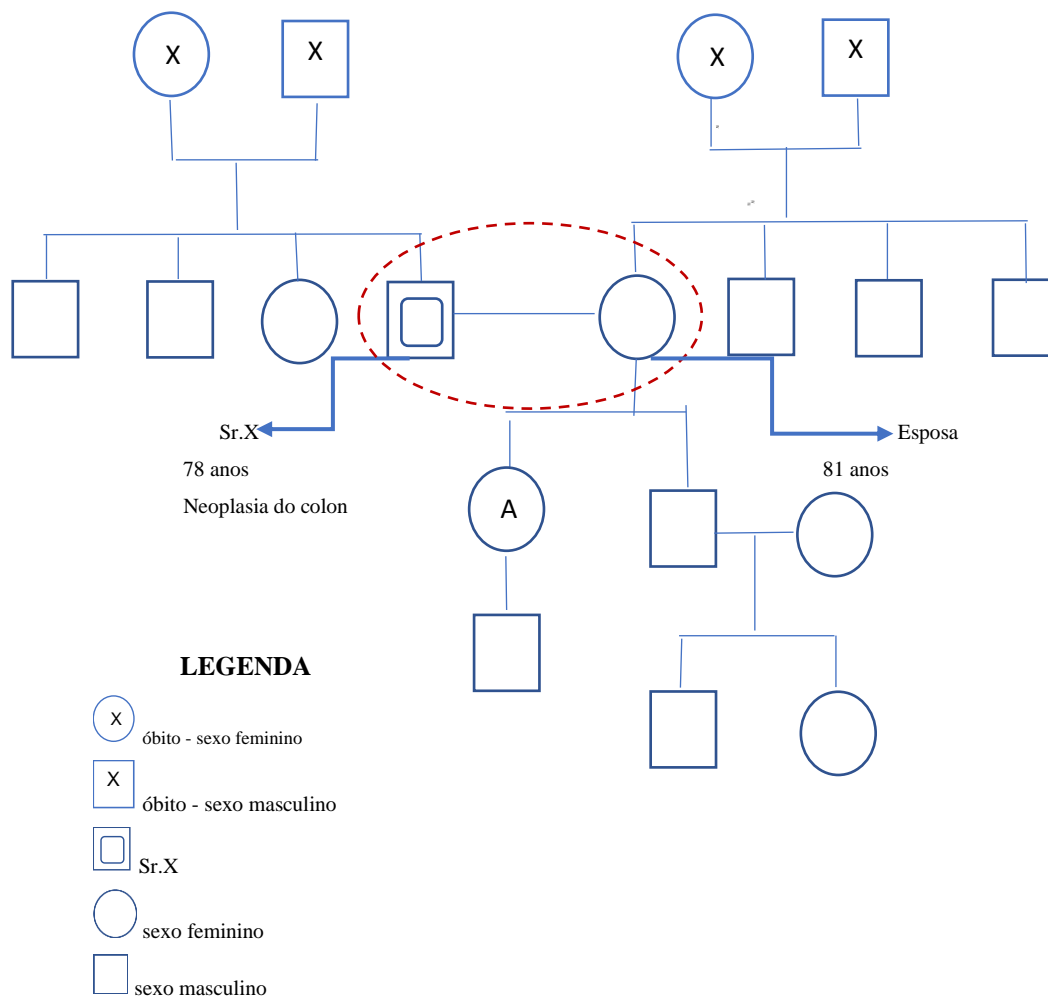 X X X X
Sr.X Esposa
78 anos 81 anos
Neoplasia do colon
A
LEGENDA
X óbito - sexo feminino
X óbito - sexo masculino
Sr.X
sexo feminino
sexo masculino